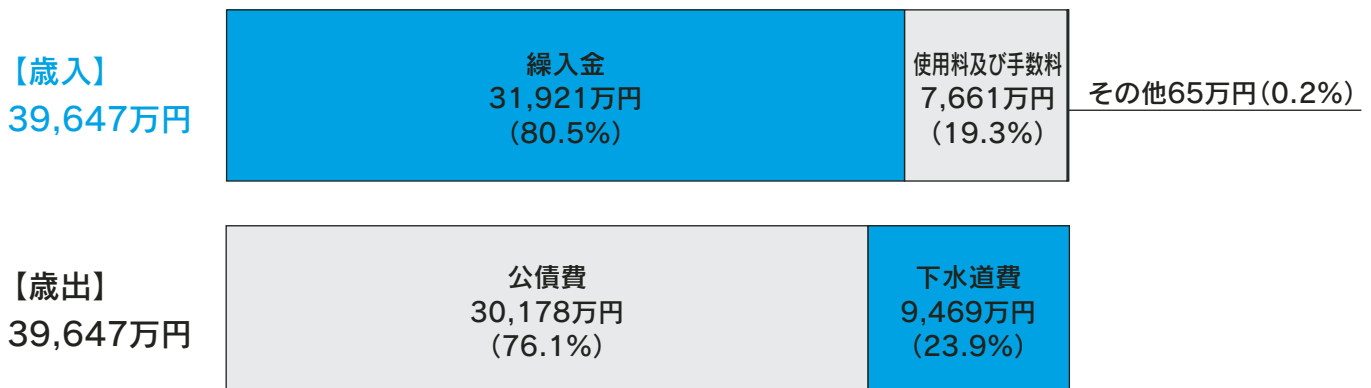 【歳入】
39,647万円
繰入金
31,921万円
(80.5%)
使用料及び手数料
7,661万円
(19.3%)
その他65万円(0.2%)
【歳出】
39,647万円
公債費
30,178万円
(76.1%)
下水道費
9,469万円
(23.9%)